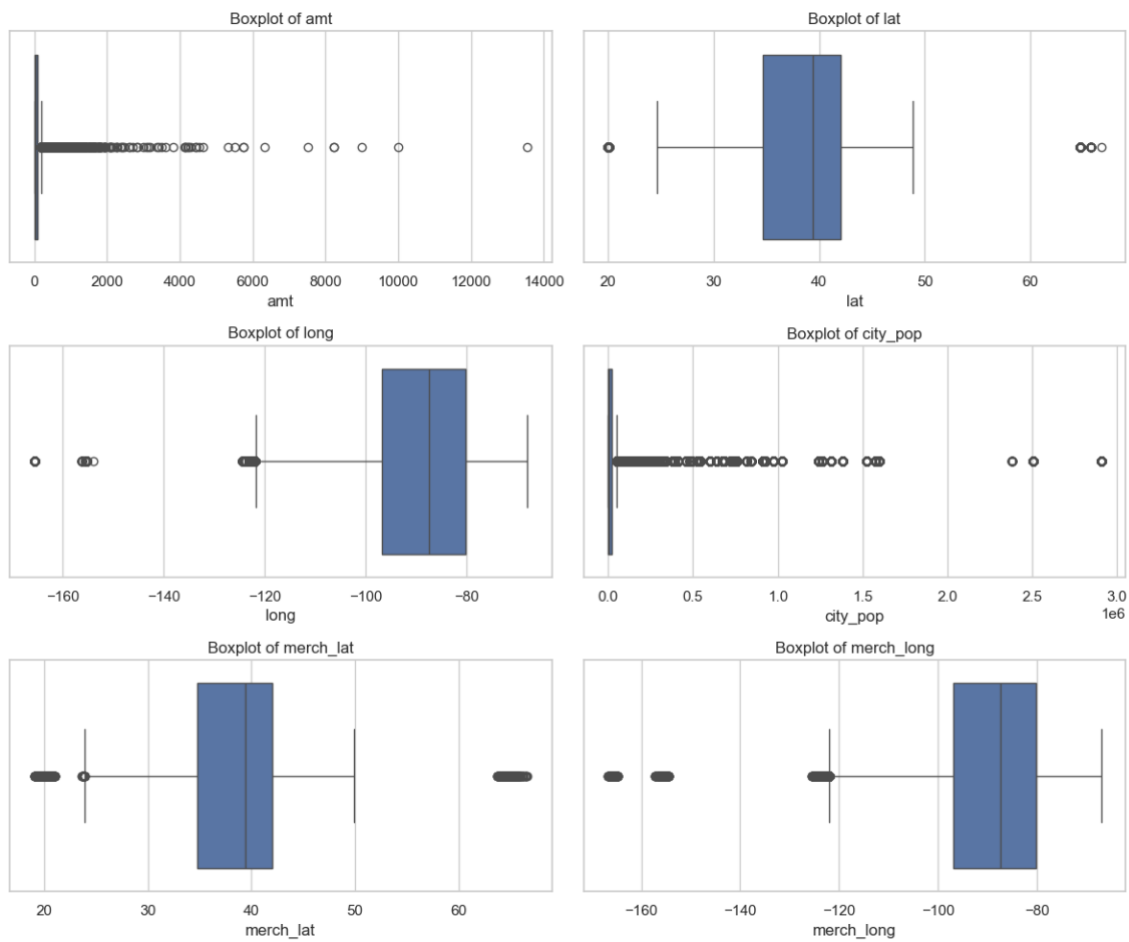 Boxplot of amt
0 2000 4000 6000 8000 10000 12000 14000
amt
Boxplot of lat
20 30 40 50 60
lat
Boxplot of long
−160 −140 −120 −100 −80
long
Boxplot of city_pop
0.0 0.5 1.0 1.5 2.0 2.5 3.0
1e6
city_pop
Boxplot of merch_lat
20 30 40 50 60
merch_lat
Boxplot of merch_long
−160 −140 −120 −100 −80
merch_long